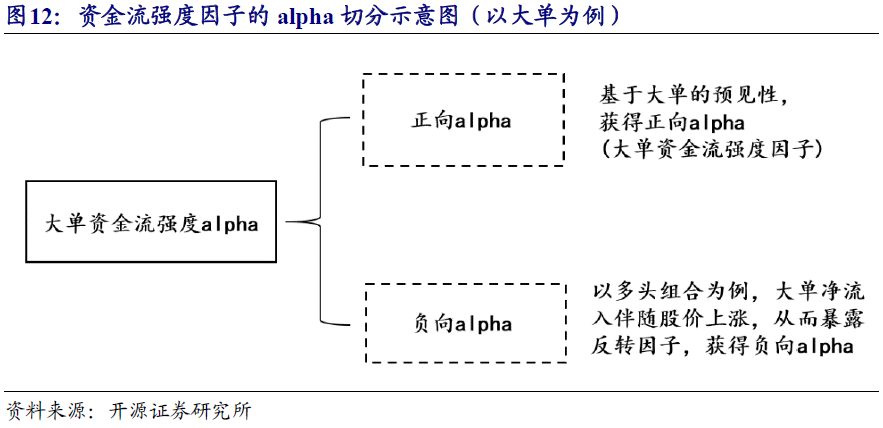 图12：资金流强度因子的 alpha 切分示意图（以大单为例）
正向alpha
基于大单的预见性，
获得正向alpha
(大单资金流强度因子)
大单资金流强度alpha
负向alpha
以多头组合为例，大单净流
入伴随股价上涨，从而暴露
反转因子，获得负向alpha
资料来源：开源证券研究所